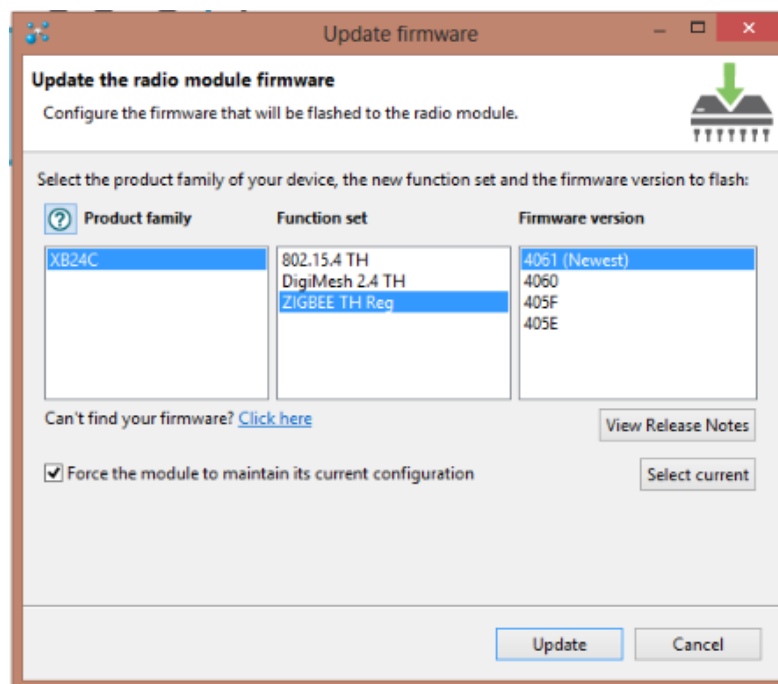 Update firmware
Update the radio module firmware
Configure the firmware that will be flashed to the radio module.
Select the product family of your device, the new function set and the firmware version to flash:
Product family
Function set
Firmware version
XB24C
802.15.4 TH
DigiMesh 2.4 TH
ZIGBEE TH Reg
4061 (Newest)
4060
405F
405E
Can't find your firmware? Click here
View Release Notes
Force the module to maintain its current configuration
Select current
Update
Cancel